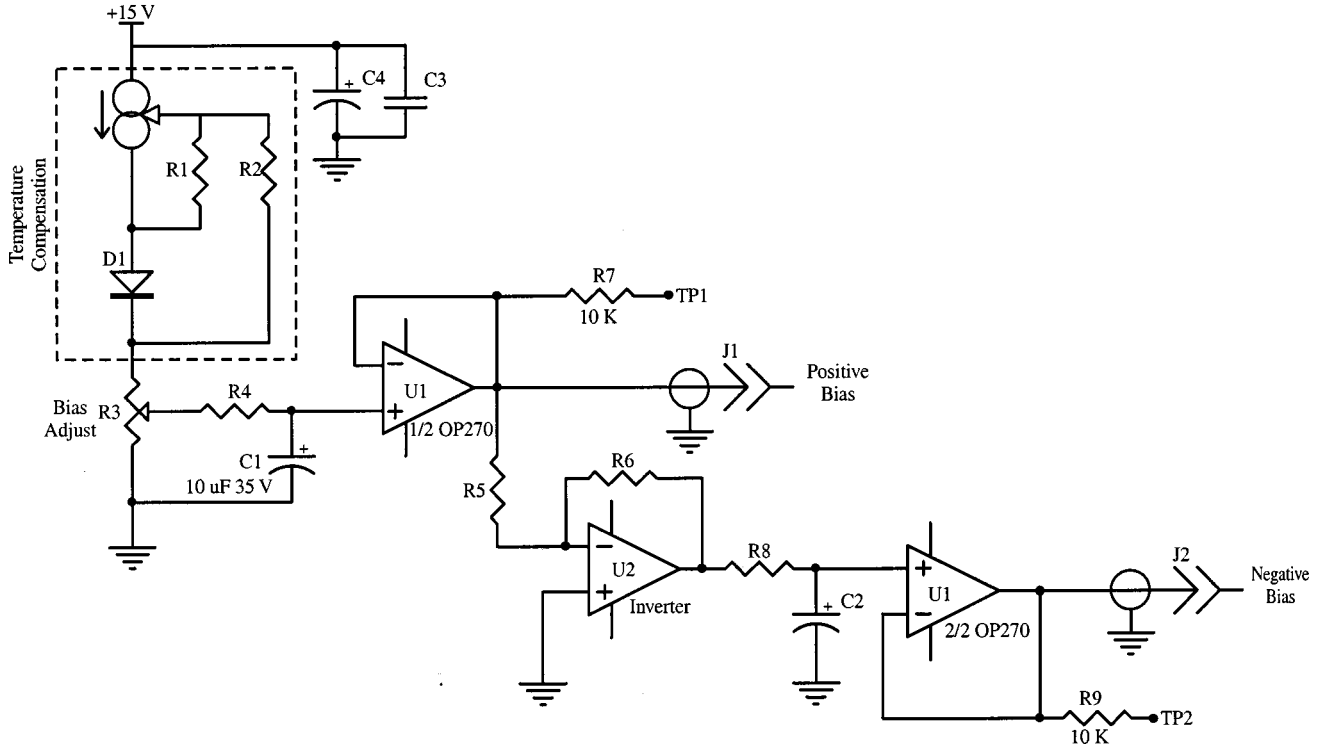 +15 V
C4
C3
+
R1
R2
Temperature
Compensation
D1
R7
TP1
10 K
J1
Positive
Bias
−
U1
+
1/2 OP270
R4
Bias
Adjust
R3
C1
+
10 uF 35 V
R5
R6
−
U2
+
Inverter
R8
C2
+
+
U1
−
2/2 OP270
J2
Negative
Bias
R9
TP2
10 K